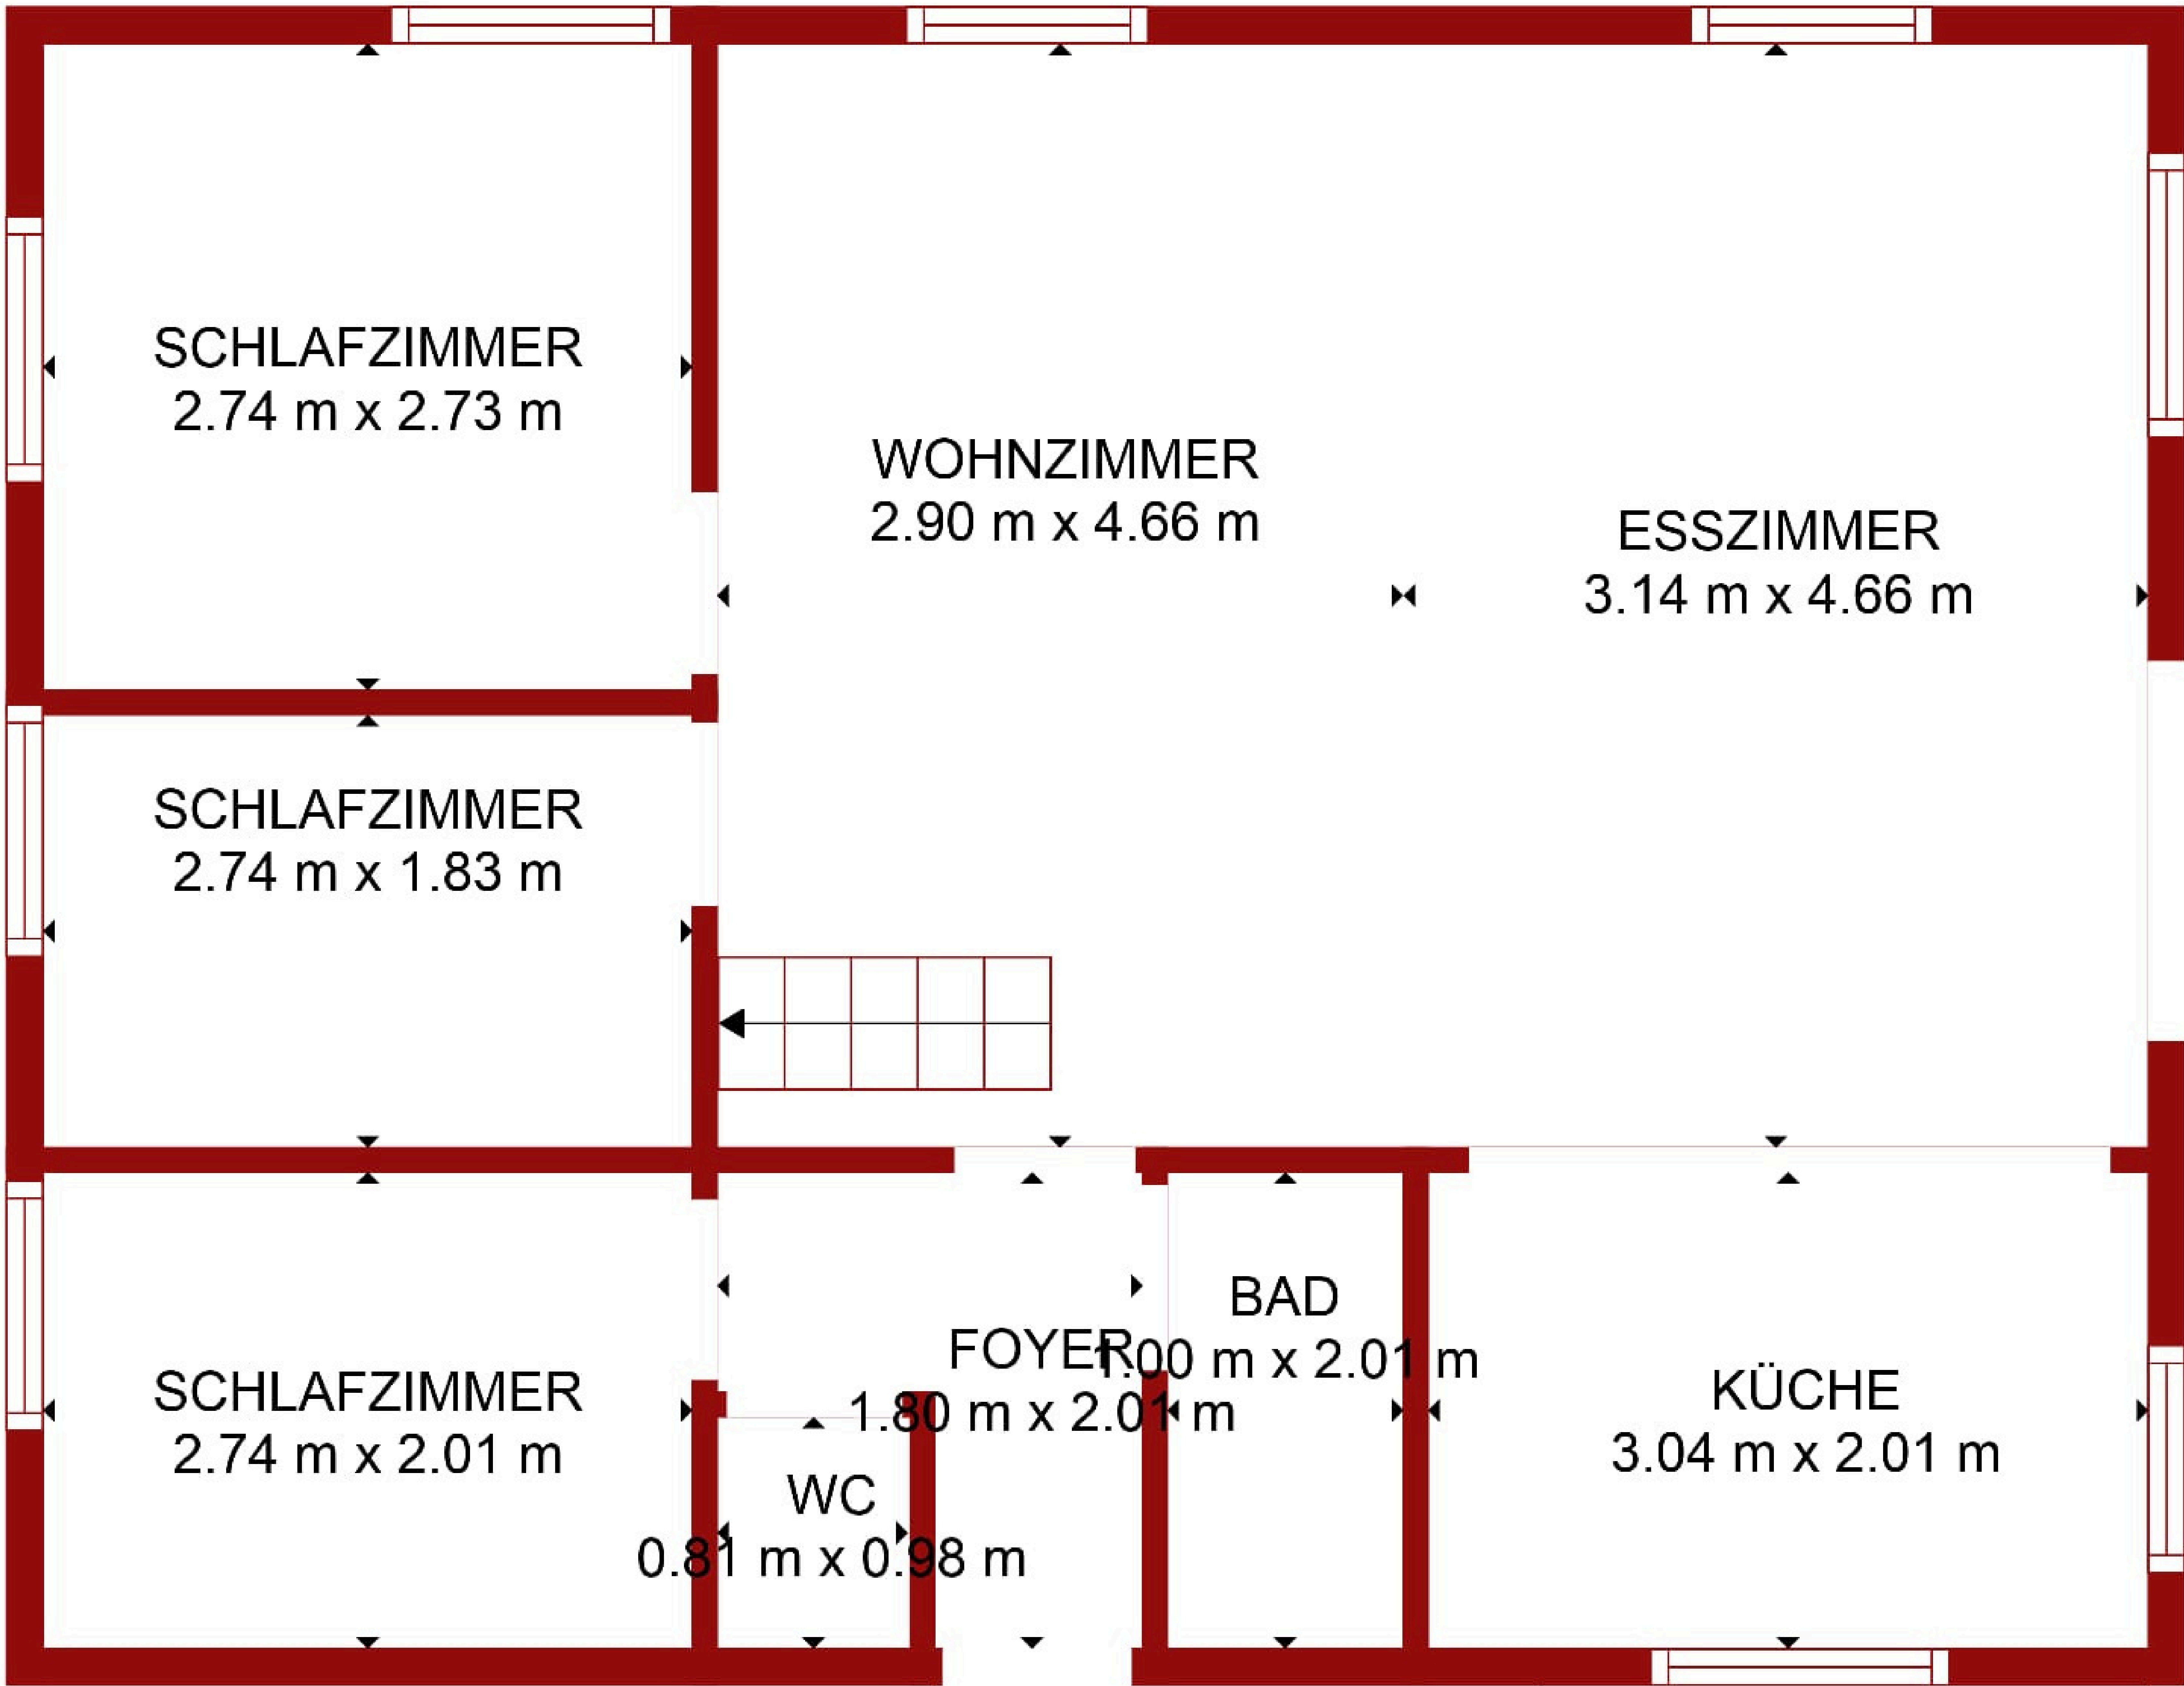 SCHLAFZIMMER
2.74 m x 2.73 m
WOHNZIMMER
2.90 m x 4.66 m
ESSZIMMER
3.14 m x 4.66 m
SCHLAFZIMMER
2.74 m x 1.83 m
SCHLAFZIMMER
2.74 m x 2.01 m
FOYER
1.80 m x 2.01 m
BAD
1.00 m x 2.01 m
KÜCHE
3.04 m x 2.01 m
WC
0.81 m x 0.98 m